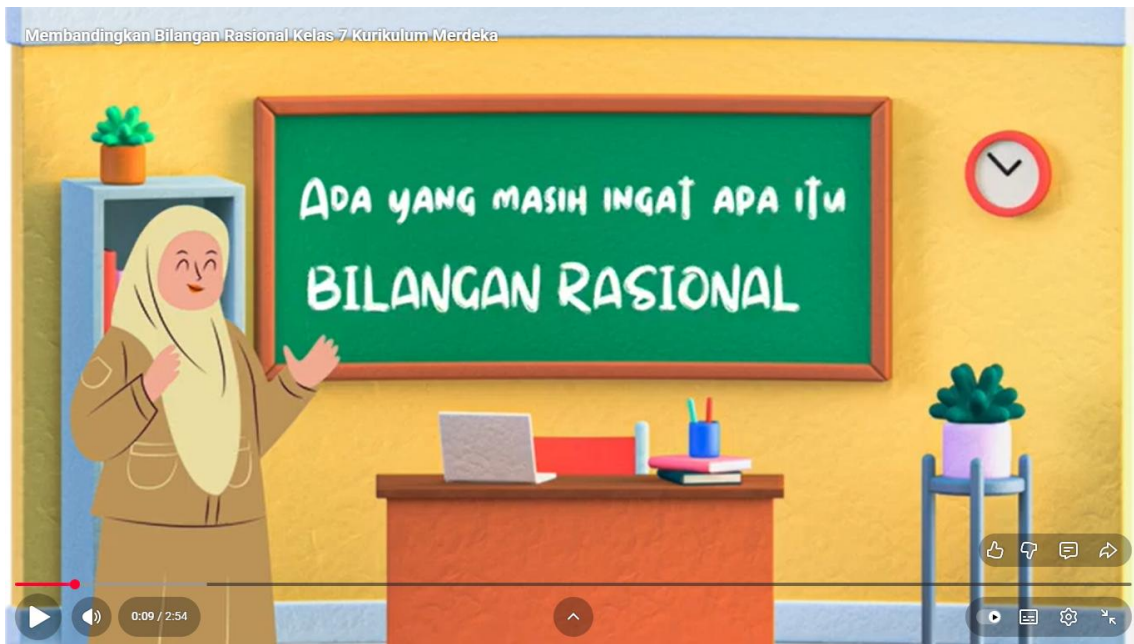 Membandingkan Bilangan Rasional Kelas 7 Kurikulum Merdeka
ADA YANG MASIH INGAT APA ITU
BILANGAN RASIONAL
0:09 / 2:54